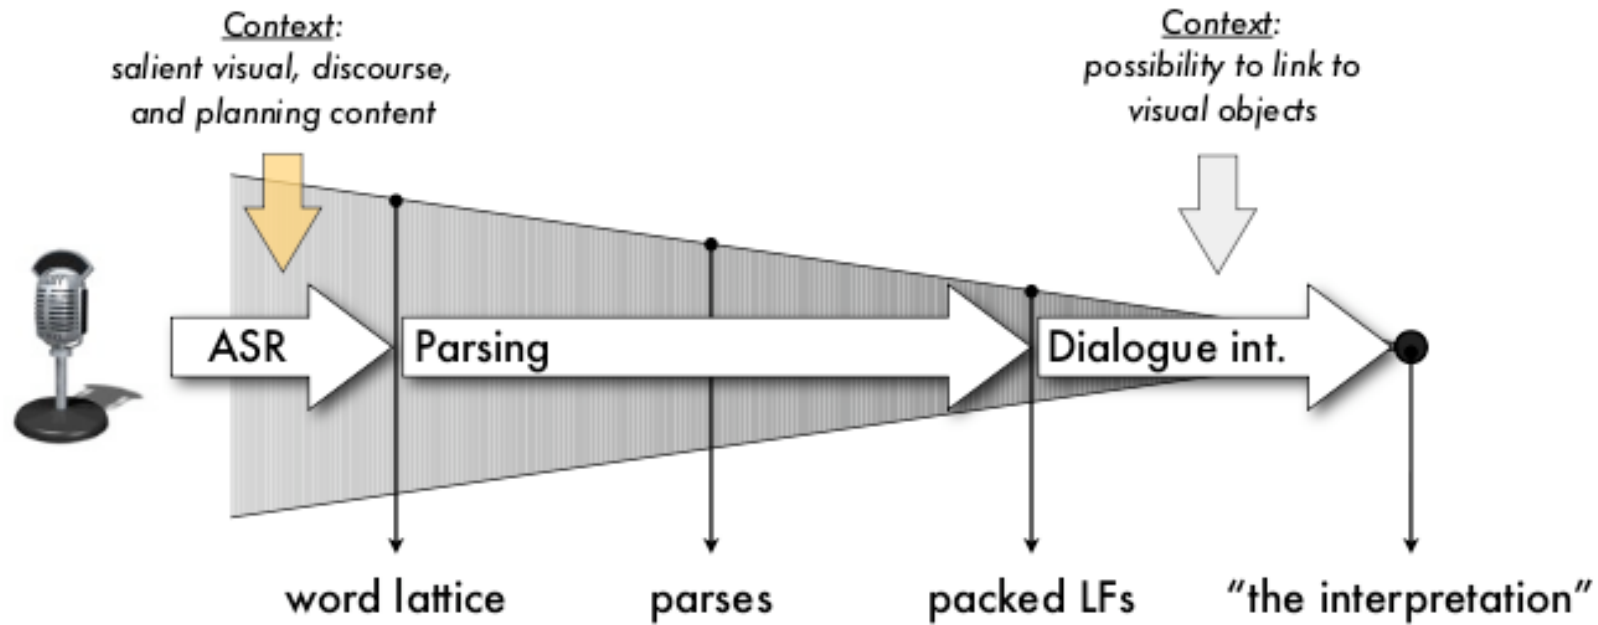 Context:
salient visual, discourse,
and planning content
Context:
possibility to link to
visual objects
ASR
Parsing
Dialogue int.
word lattice
parses
packed LFs
“the interpretation”